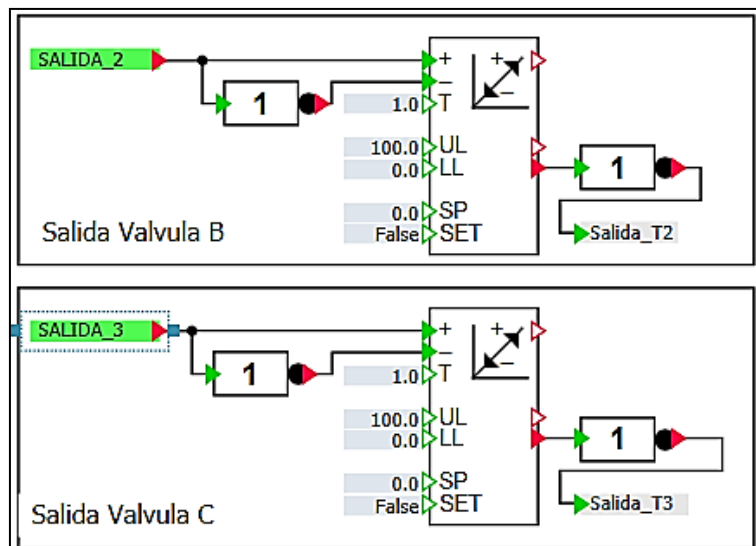 SALIDA_2
+
+
−
−
1
1.0 T
100.0 UL
0.0 LL
1
0.0 SP
False SET
Salida_T2
Salida Valvula B
SALIDA_3
+
+
−
−
1
1.0 T
100.0 UL
0.0 LL
1
0.0 SP
False SET
Salida_T3
Salida Valvula C